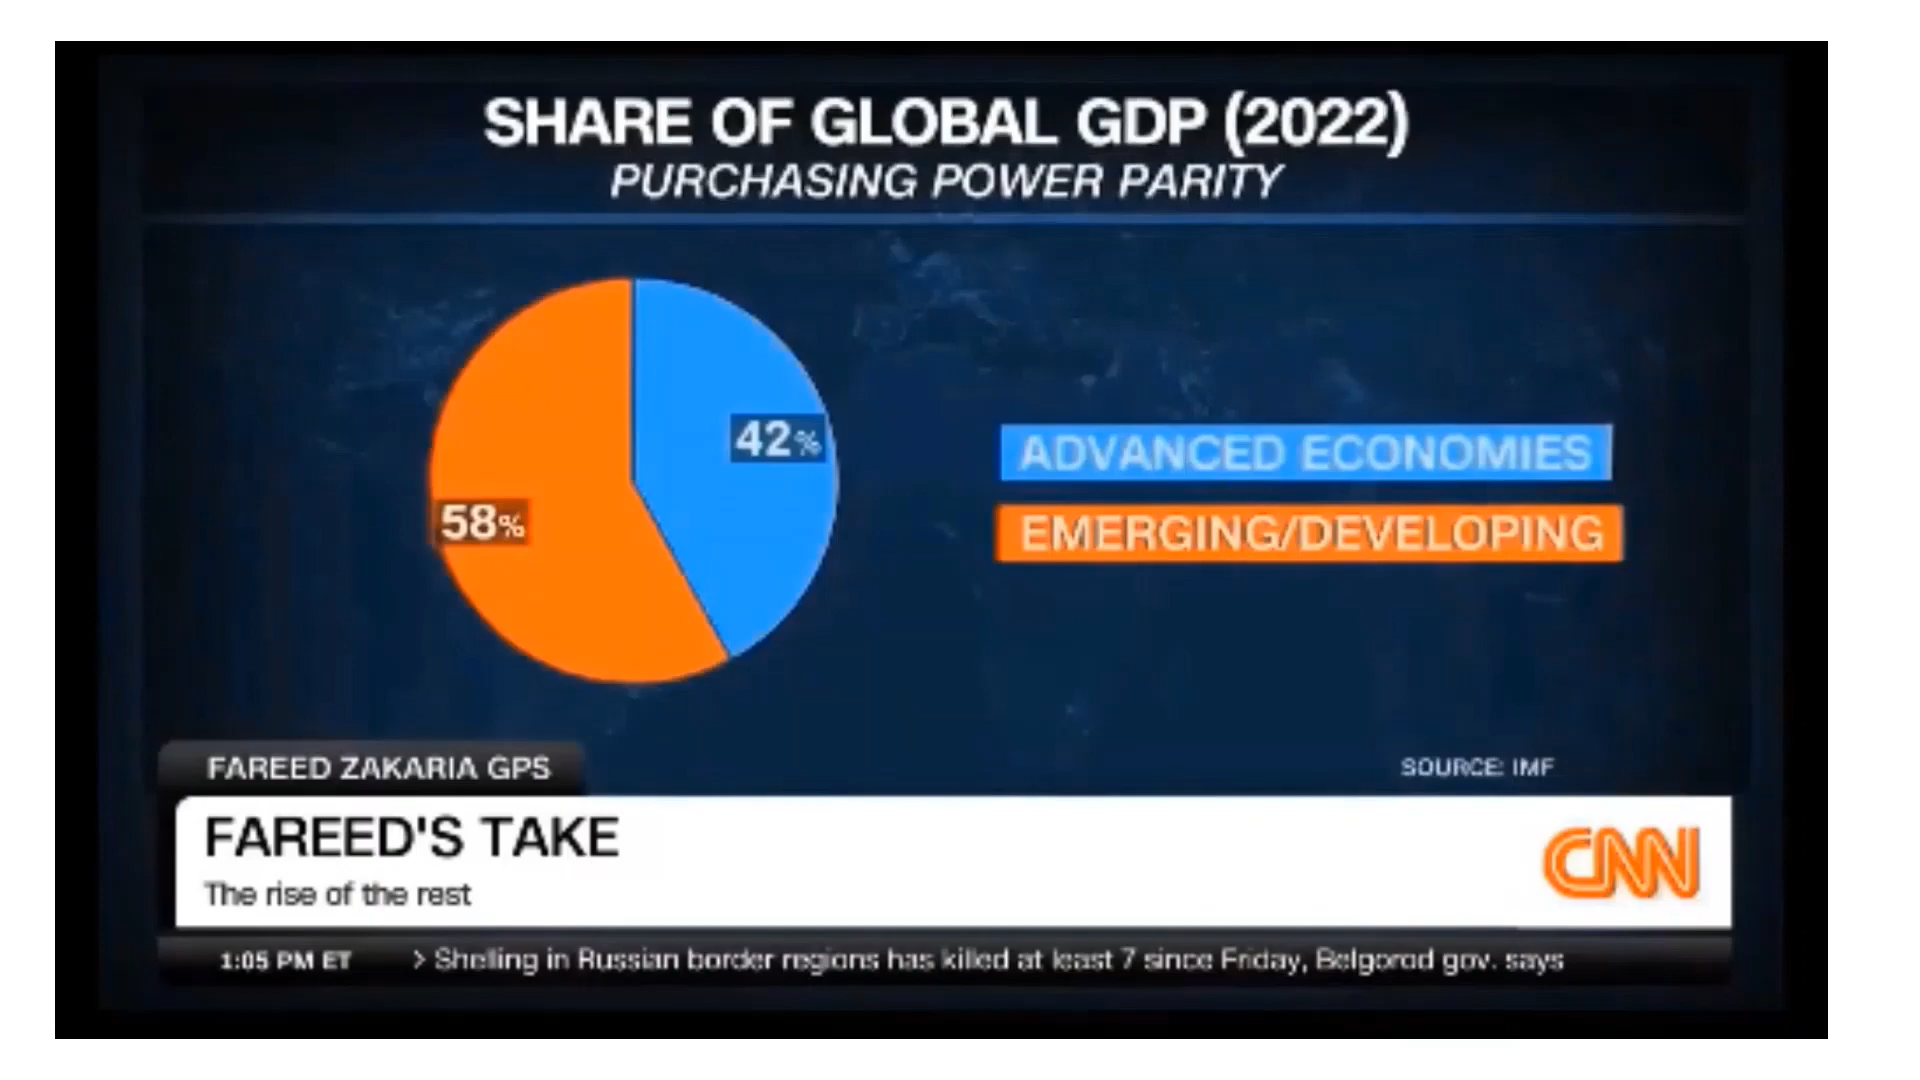 SHARE OF GLOBAL GDP (2022)
PURCHASING POWER PARITY
42%
58%
ADVANCED ECONOMIES
EMERGING/DEVELOPING
FAREED ZAKARIA GPS
SOURCE: IMF
FAREED'S TAKE
The rise of the rest
CNN
1:05 PM ET
> Shelling in Russian border regions has killed at least 7 since Friday, Belgorod gov. says